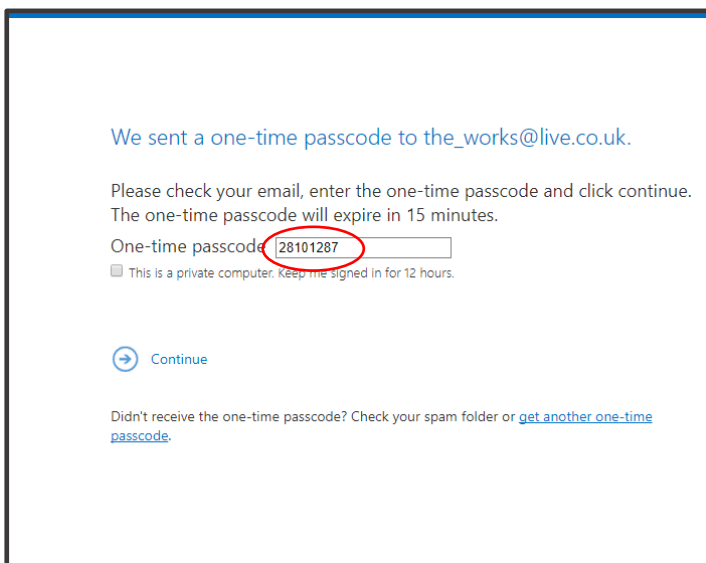 We sent a one-time passcode to the_works@live.co.uk.
Please check your email, enter the one-time passcode and click continue.
The one-time passcode will expire in 15 minutes.
One-time passcode 28101287
This is a private computer. Keep me signed in for 12 hours.
Continue
Didn't receive the one-time passcode? Check your spam folder or get another one-time
passcode.